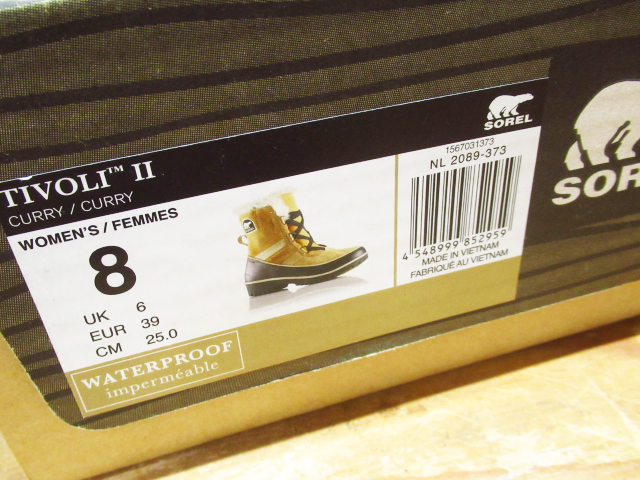 TIVOLI™ II
CURRY / CURRY
WOMEN'S / FEMMES
8
UK 6
EUR 39
CM 25.0
WATERPROOF
imperméable
SOREL
1567031373
NL 2089-373
4 548999 852959
MADE IN VIETNAM
FABRIQUÉ AU VIETNAM
SOREL